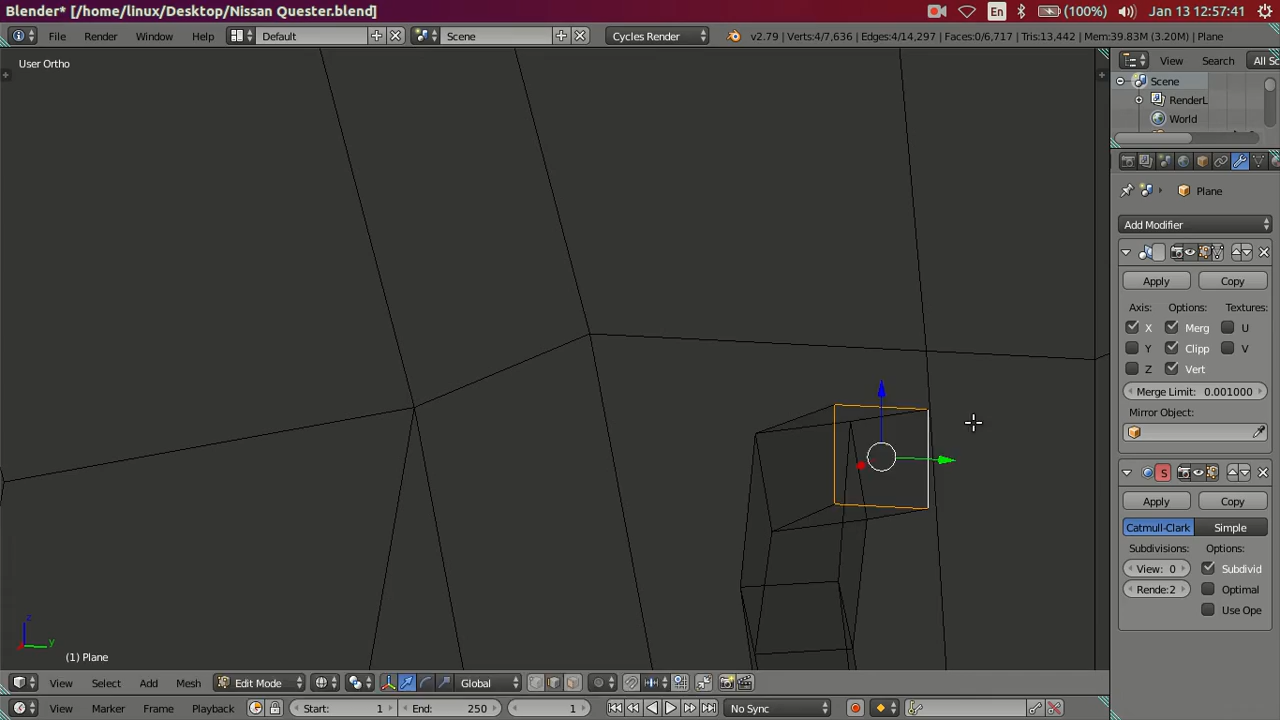 Blender* [/home/linux/Desktop/Nissan Quester.blend]
En
(100%)
Jan 13 12:57:41
File
Render
Window
Help
Default
Scene
Cycles Render
v2.79 | Verts:4/7,636 | Edges:4/14,297 | Faces:0/6,717 | Tris:13,442 | Mem:39.83M (3.20M) | Plane
User Ortho
View
Search
All Sc
Scene
RenderL
World
Plane
Add Modifier
Apply
Copy
Axis:
Options:
Textures:
X
Merg
U
Y
Clipp
V
Z
Vert
Merge Limit: 0.001000
Mirror Object:
S
Apply
Copy
Catmull-Clark
Simple
Subdivisions:
Options:
View: 0
Subdivid
Rende:2
Optimal
Use Ope
z
y
(1) Plane
View
Select
Add
Mesh
Edit Mode
Global
View
Marker
Frame
Playback
Start:
1
End:
250
1
No Sync